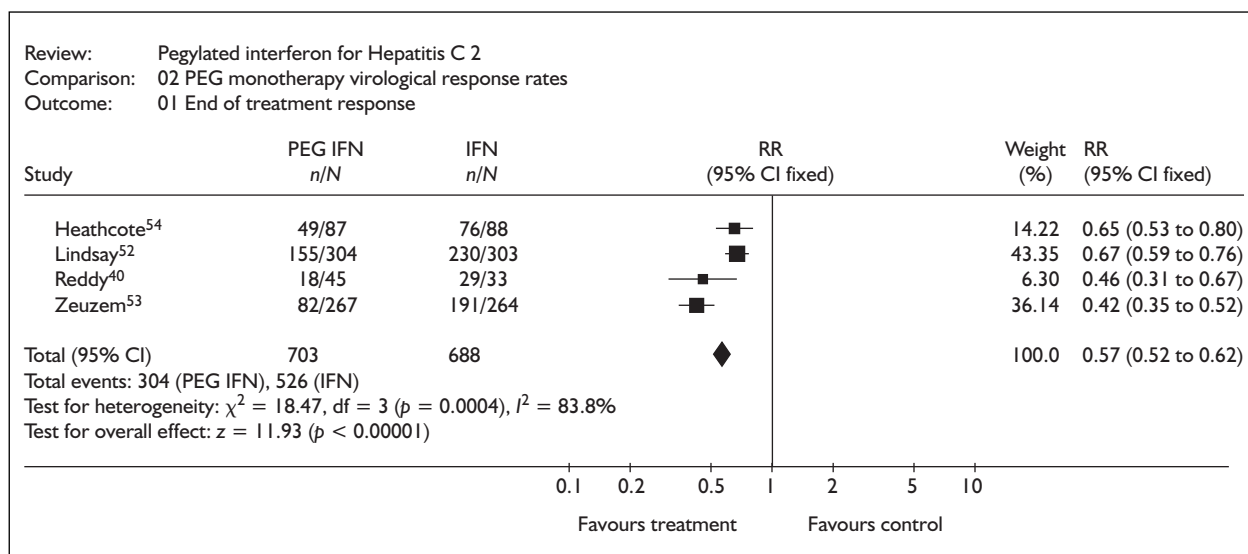 Review: Pegylated interferon for Hepatitis C 2
Comparison: 02 PEG monotherapy virological response rates
Outcome: 01 End of treatment response
PEG IFN IFN RR Weight RR
Study n/N n/N (95% CI fixed) (%) (95% CI fixed)
Heathcote54 49/87 76/88 14.22 0.65 (0.53 to 0.80)
Lindsay52 155/304 230/303 43.35 0.67 (0.59 to 0.76)
Reddy40 18/45 29/33 6.30 0.46 (0.31 to 0.67)
Zeuzem53 82/267 191/264 36.14 0.42 (0.35 to 0.52)
Total (95% CI) 703 688 100.0 0.57 (0.52 to 0.62)
Total events: 304 (PEG IFN), 526 (IFN)
Test for heterogeneity: χ2 = 18.47, df = 3 (p = 0.0004), I2 = 83.8%
Test for overall effect: z = 11.93 (p < 0.00001)
0.1 0.2 0.5 1 2 5 10
Favours treatment Favours control